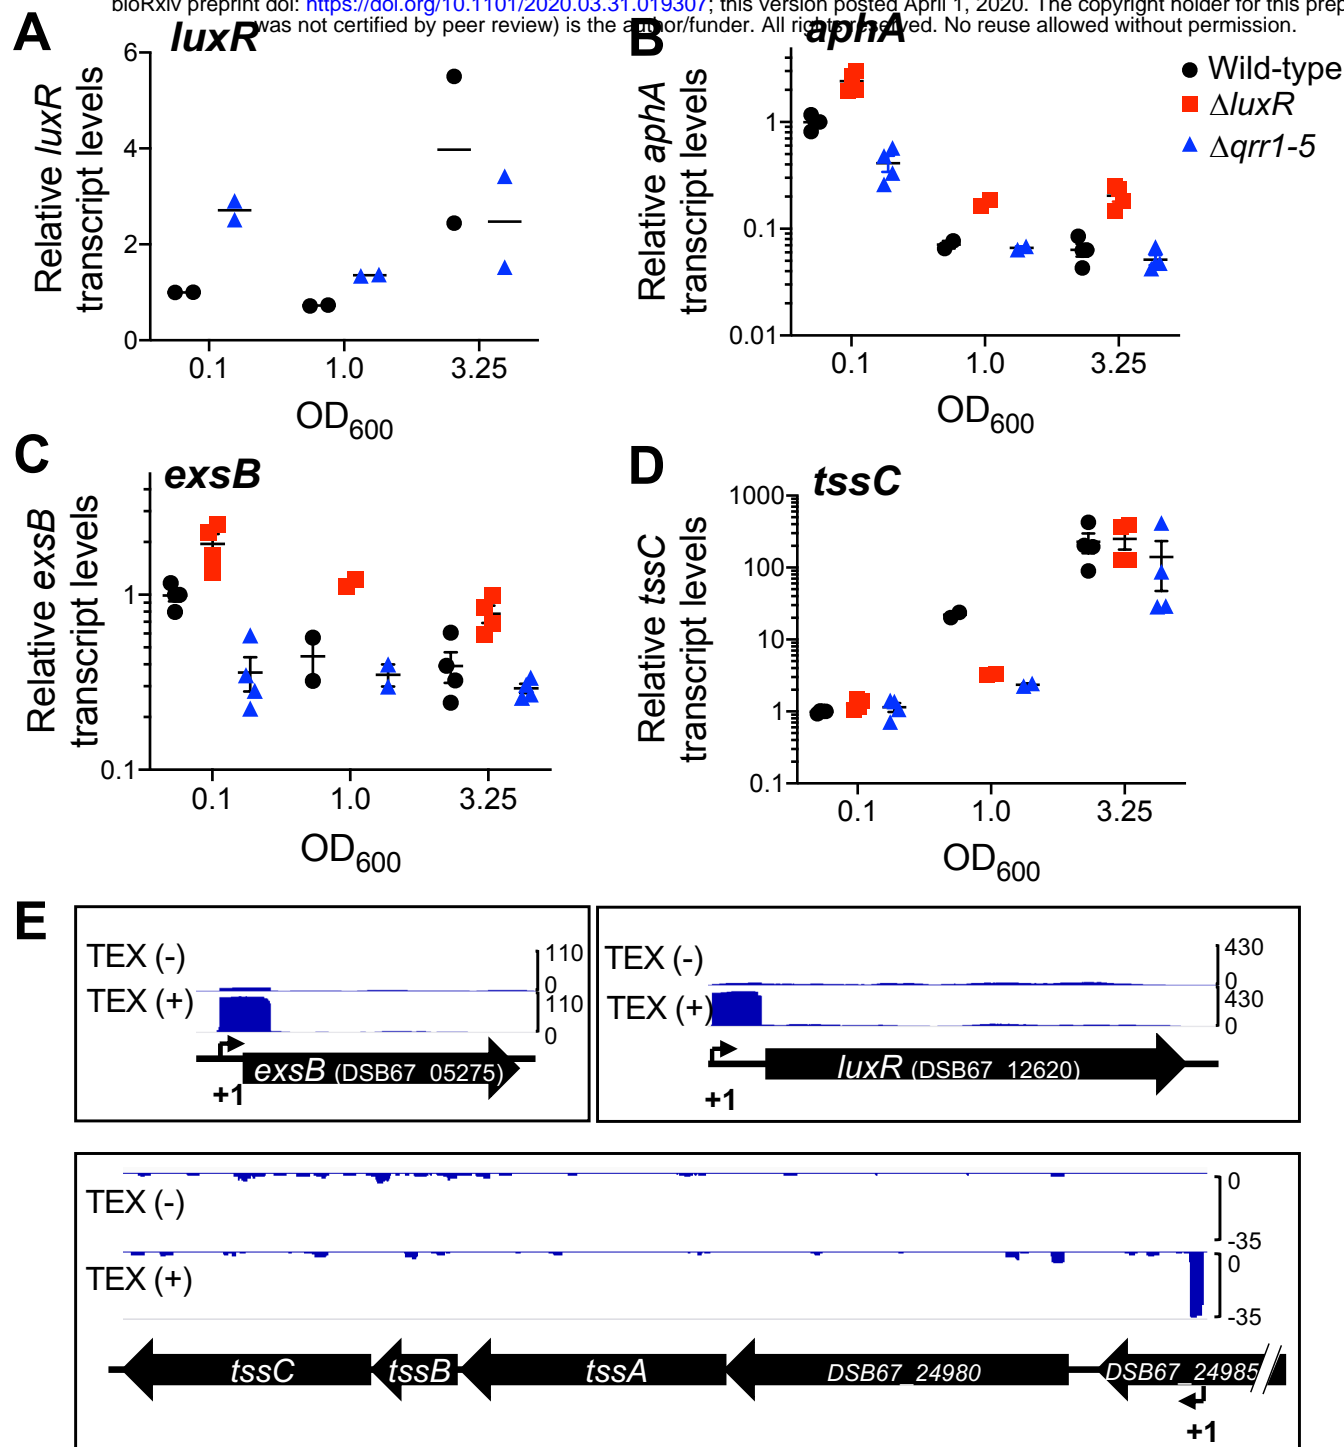 bioRxiv preprint doi: https://doi.org/10.1101/2020.03.31.019307; this version posted April 1, 2020. The copyright holder for this prep
was not certified by peer review) is the author/funder. All rights reserved. No reuse allowed without permission.
A
luxR
Relative luxR
transcript levels
6
4
2
0
0.1
1.0
3.25
OD600
B
aphA
Relative aphA
transcript levels
1
0.1
0.01
0.1
1.0
3.25
OD600
Wild-type
ΔluxR
Δqrr1-5
C
exsB
Relative exsB
transcript levels
1
0.1
0.1
1.0
3.25
OD600
D
tssC
Relative tssC
transcript levels
1000
100
10
1
0.1
0.1
1.0
3.25
OD600
E
TEX (-)
110
0
TEX (+)
110
0
exsB (DSB67_05275)
+1
TEX (-)
430
0
TEX (+)
430
0
luxR (DSB67_12620)
+1
TEX (-)
0
-35
TEX (+)
0
-35
tssC
tssB
tssA
DSB67_24980
DSB67_24985
+1